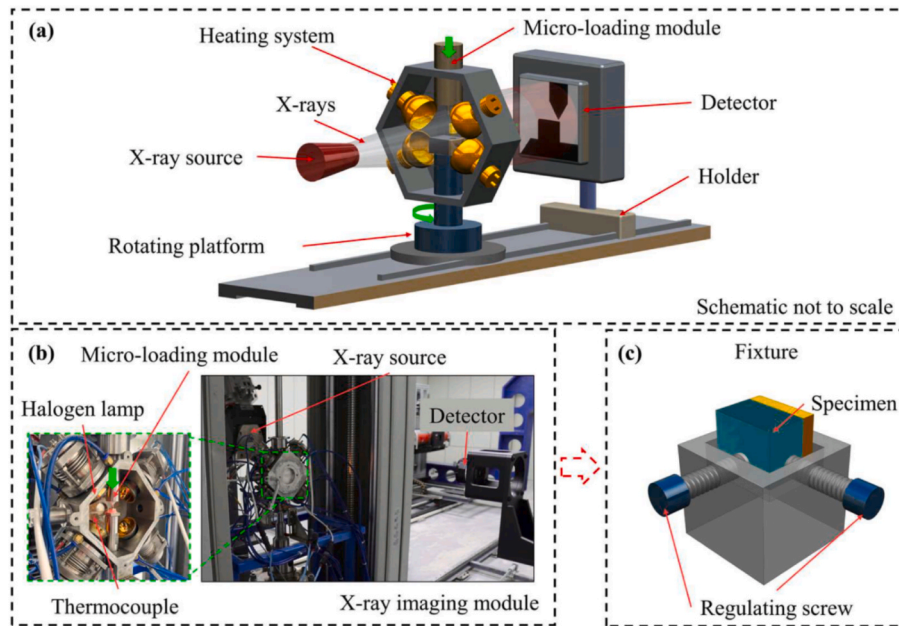 (a)
Heating system
Micro-loading module
X-rays
Detector
X-ray source
Holder
Rotating platform
Schematic not to scale
(b)
Micro-loading module
X-ray source
Halogen lamp
Detector
Thermocouple
X-ray imaging module
(c)
Fixture
Specimen
Regulating screw